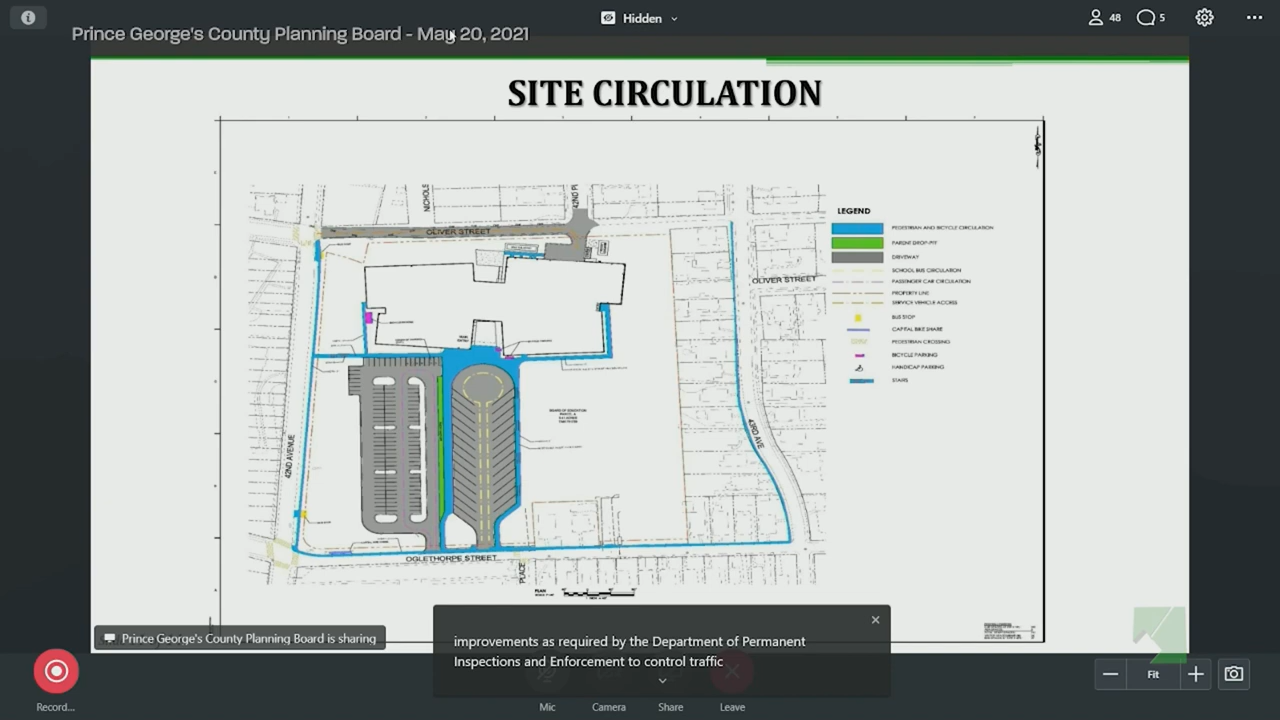 Hidden
48
5
Prince George's County Planning Board - May 20, 2021
SITE CIRCULATION
NICHOLS
42ND PL
OLIVER STREET
OLIVER STREET
42ND AVENUE
43RD AVE
OGLETHORPE STREET
PLACE
LEGEND
PEDESTRIAN AND BICYCLE CIRCULATION
PARENT DROP-OFF
DRIVEWAY
SCHOOL BUS CIRCULATION
PASSENGER CAR CIRCULATION
PROPERTY LINE
SERVICE VEHICLE ACCESS
BUS STOP
CAPITAL BIKE SHARE
PEDESTRIAN CROSSING
BICYCLE PARKING
HANDICAP PARKING
STAIRS
PLAN
Prince George's County Planning Board is sharing
improvements as required by the Department of Permanent
Inspections and Enforcement to control traffic
Record...
Mic
Camera
Share
Leave
Fit